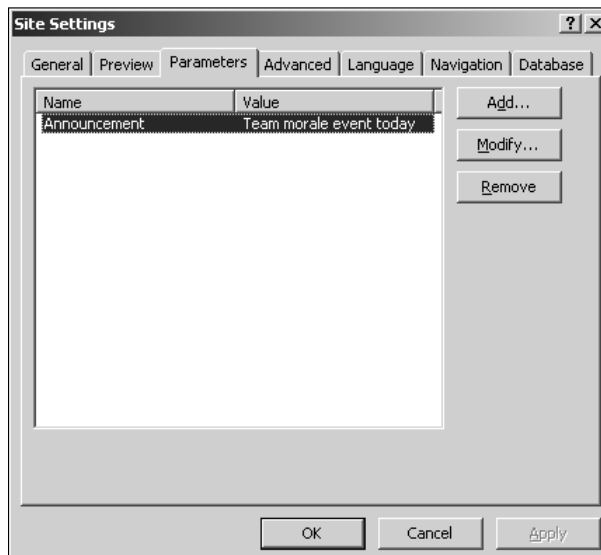 Site Settings
General Preview Parameters Advanced Language Navigation Database
Name Value
Announcement Team morale event today
Add...
Modify...
Remove
OK Cancel Apply